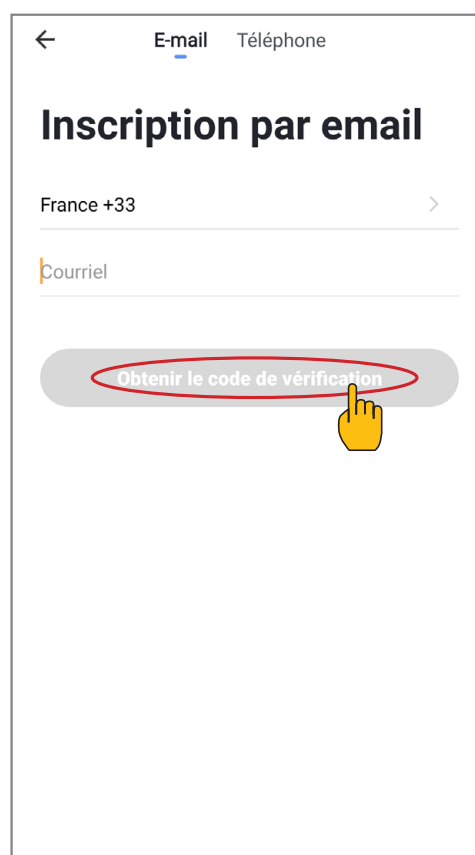 E-mail Téléphone
Inscription par email
France +33
Courriel
Obtenir le code de vérification